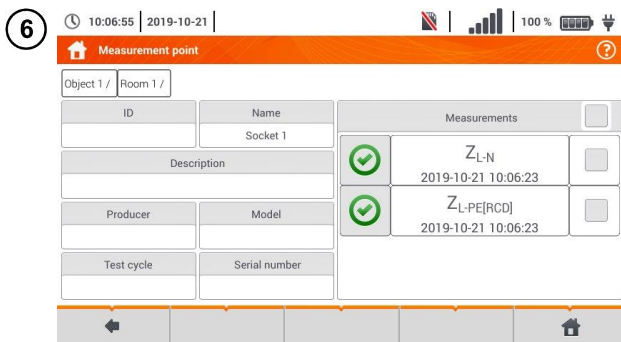 6
10:06:55 2019-10-21 100 %
Measurement point ?
Object 1 / Room 1 /
ID Name Measurements
Socket 1
Z L-N
Description
2019-10-21 10:06:23
Producer Model
Z L-PE[RCD]
2019-10-21 10:06:23
Test cycle Serial number